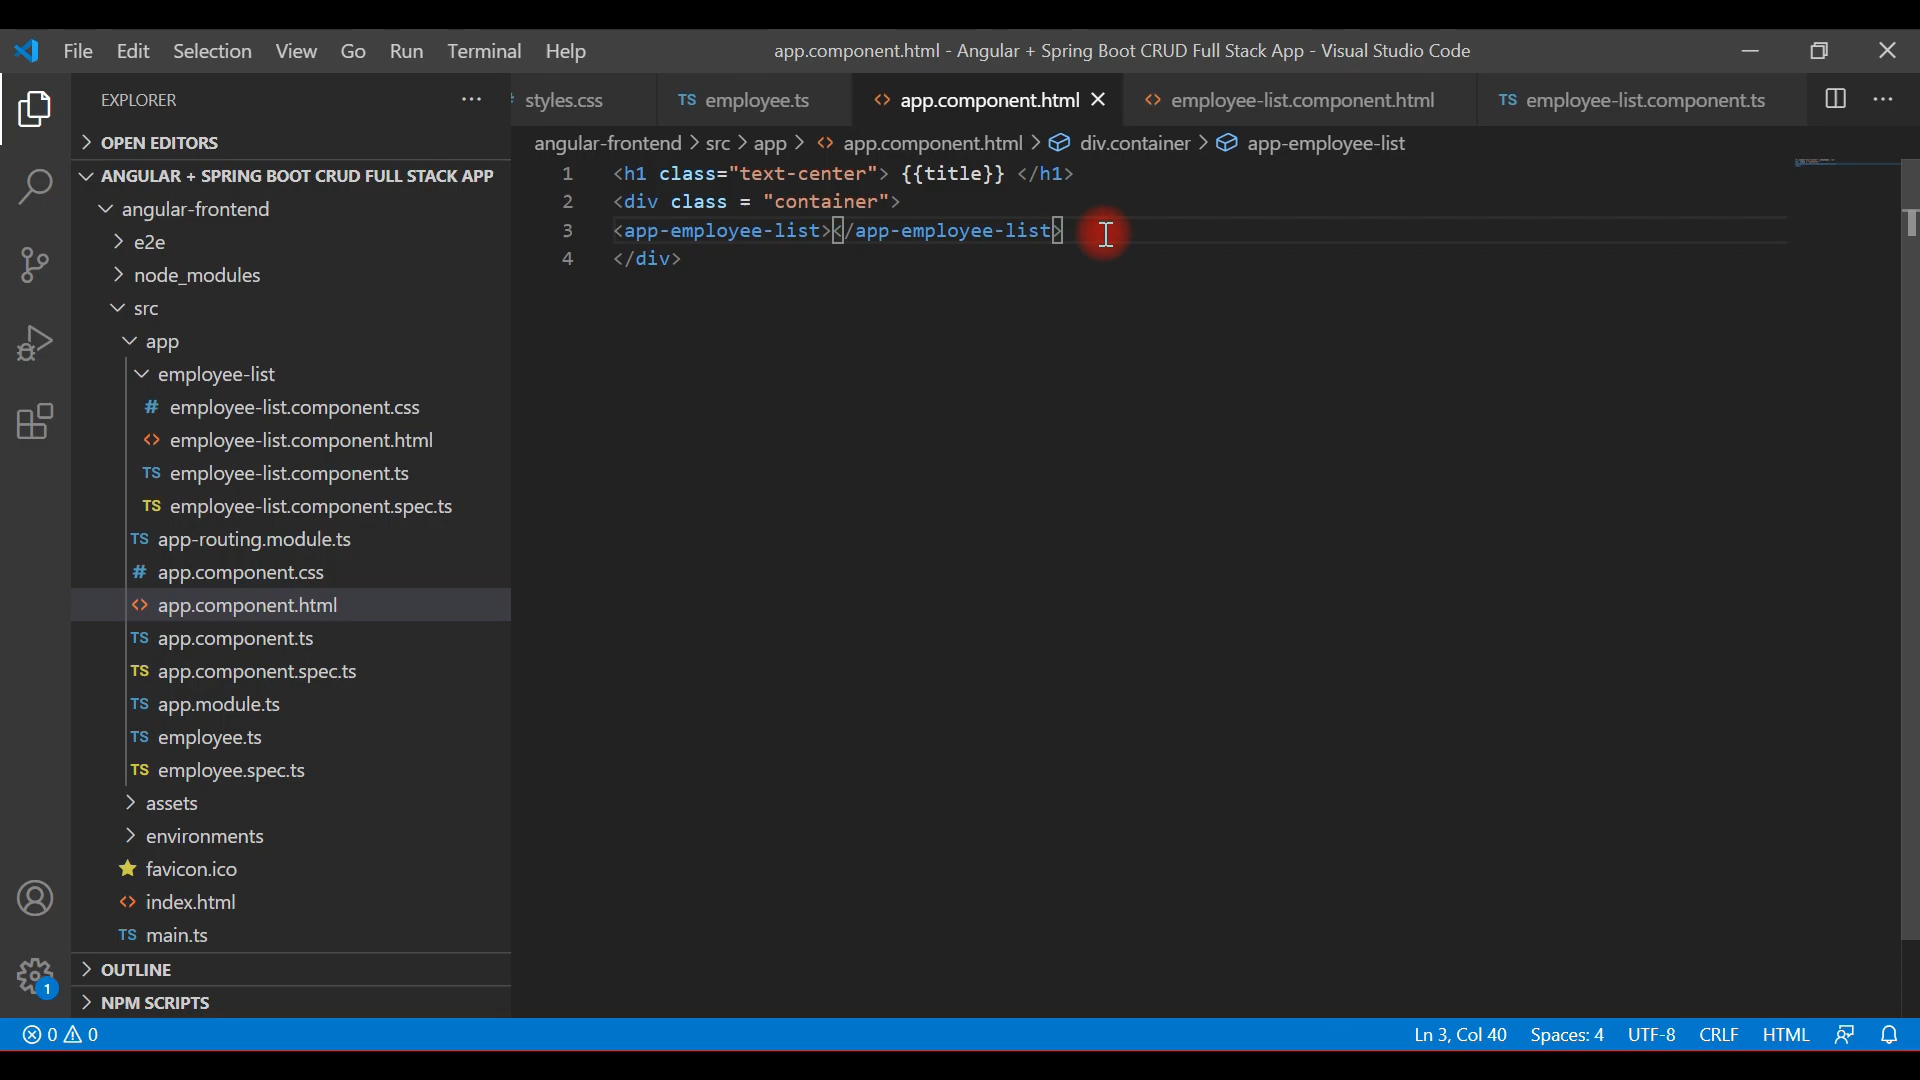 File Edit Selection View Go Run Terminal Help app.component.html - Angular + Spring Boot CRUD Full Stack App - Visual Studio Code
EXPLORER
styles.css
TS employee.ts
app.component.html
employee-list.component.html
TS employee-list.component.ts
OPEN EDITORS
ANGULAR + SPRING BOOT CRUD FULL STACK APP
angular-frontend
e2e
node_modules
src
app
employee-list
# employee-list.component.css
<> employee-list.component.html
TS employee-list.component.ts
TS employee-list.component.spec.ts
TS app-routing.module.ts
# app.component.css
<> app.component.html
TS app.component.ts
TS app.component.spec.ts
TS app.module.ts
TS employee.ts
TS employee.spec.ts
assets
environments
favicon.ico
<> index.html
TS main.ts
OUTLINE
NPM SCRIPTS
angular-frontend > src > app > <> app.component.html > div.container > app-employee-list
1 <h1 class="text-center"> {{title}} </h1>
2 <div class = "container">
3 <app-employee-list></app-employee-list>
4 </div>
1
0 0 Ln 3, Col 40 Spaces: 4 UTF-8 CRLF HTML